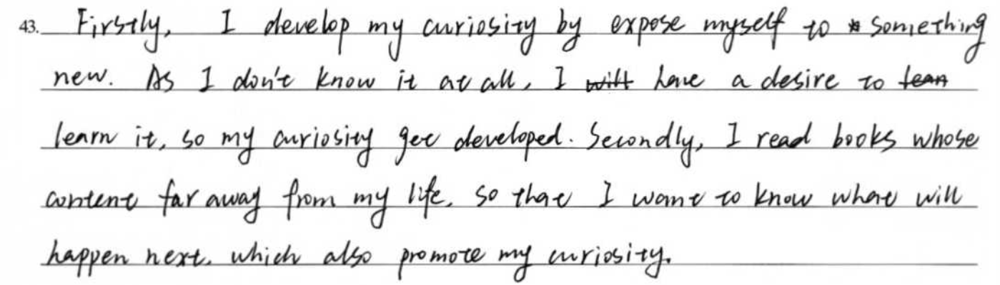 43. Firstly, I develop my curiosity by expose myself to something
new. As I don't know it at all, I have a desire to
learn it, so my curiosity get developed. Secondly, I read books whose
content far away from my life, so that I want to know what will
happen next, which also promote my curiosity.